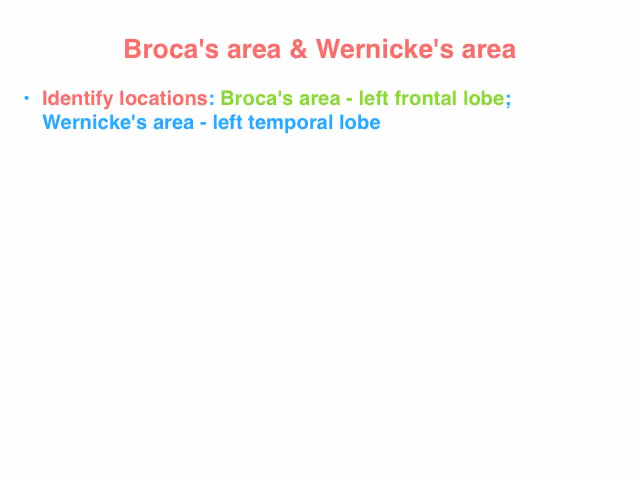 Broca's area & Wernicke's area
• Identify locations: Broca's area - left frontal lobe;
Wernicke's area - left temporal lobe